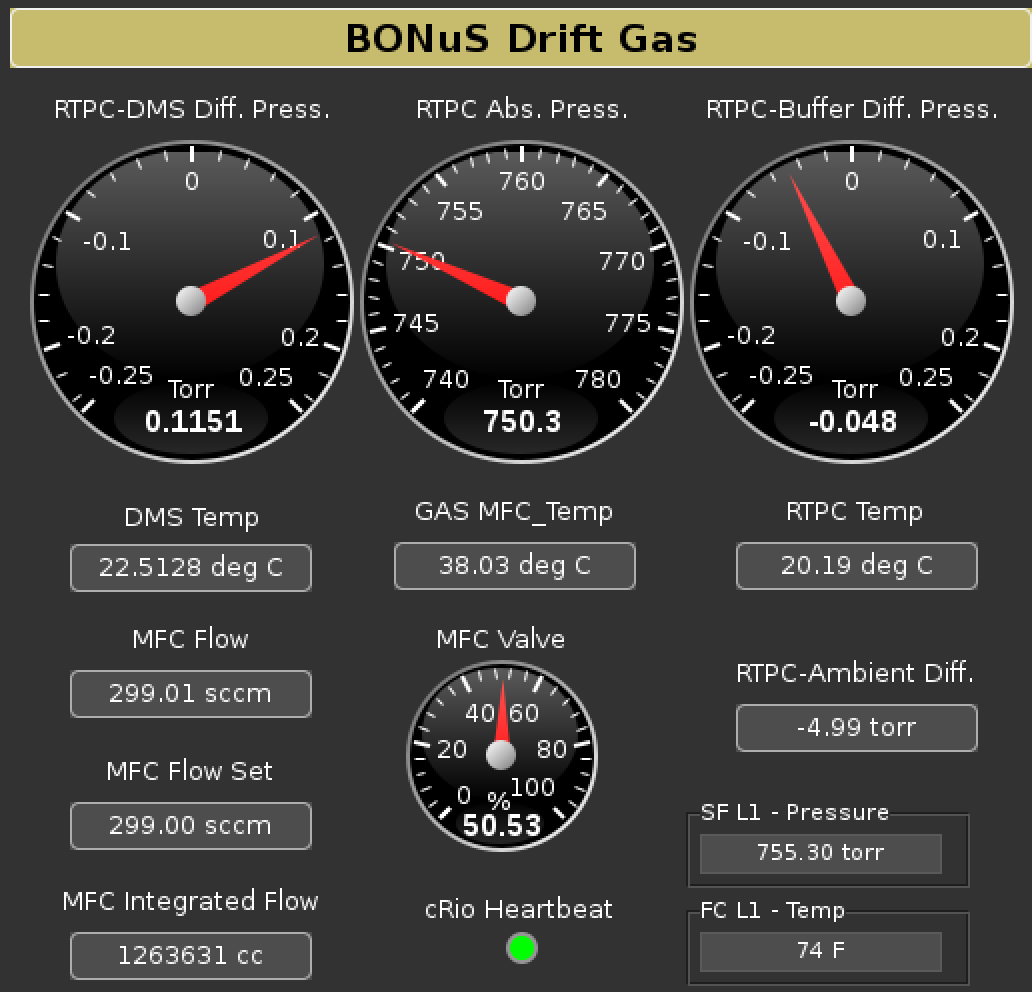 BONuS Drift Gas
RTPC-DMS Diff. Press.
0
-0.1
0.1
-0.2
0.2
-0.25
0.25
Torr
0.1151
RTPC Abs. Press.
760
755
765
750
770
745
775
740
780
Torr
750.3
RTPC-Buffer Diff. Press.
0
-0.1
0.1
-0.2
0.2
-0.25
0.25
Torr
-0.048
DMS Temp
22.5128 deg C
GAS MFC_Temp
38.03 deg C
RTPC Temp
20.19 deg C
MFC Flow
299.01 sccm
MFC Flow Set
299.00 sccm
MFC Integrated Flow
1263631 cc
MFC Valve
40 60
20 80
0 100
%
50.53
cRio Heartbeat
RTPC-Ambient Diff.
-4.99 torr
SF L1 - Pressure
755.30 torr
FC L1 - Temp
74 F